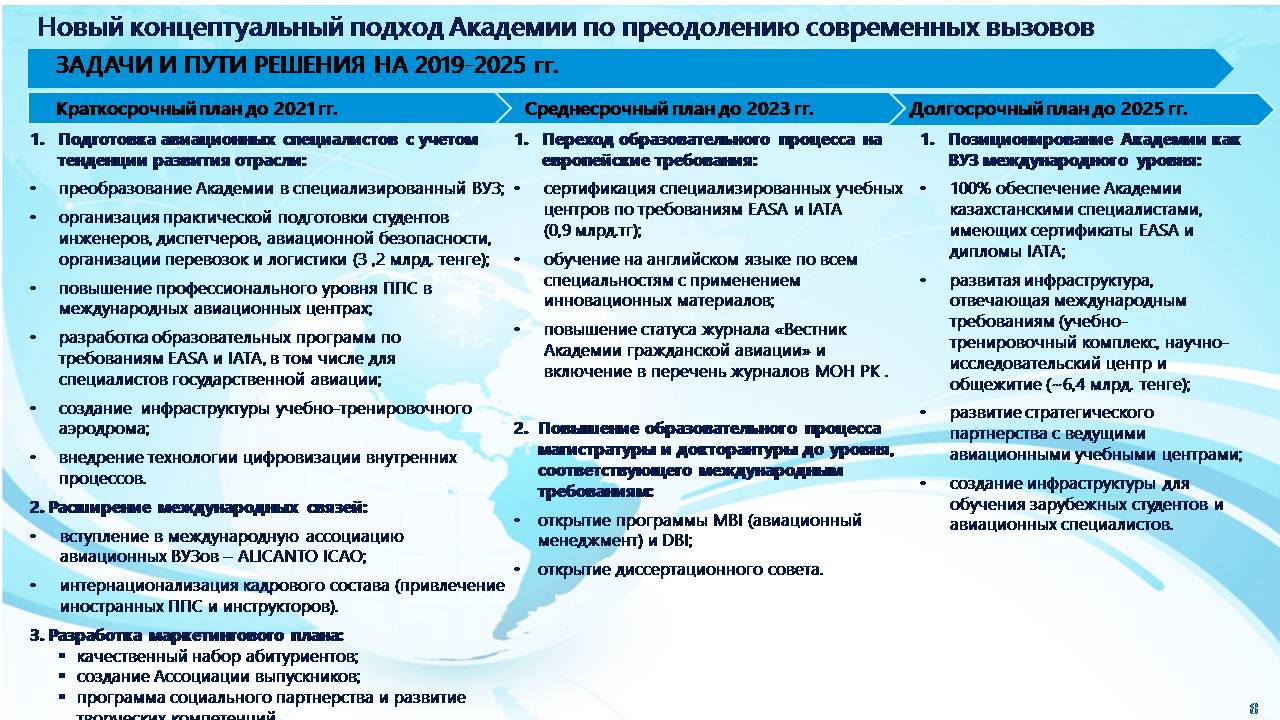 Новый концептуальный подход Академии по преодолению современных вызовов
ЗАДАЧИ И ПУТИ РЕШЕНИЯ НА 2019-2025 гг.
Краткосрочный план до 2021 гг.
1. Подготовка авиационных специалистов с учетом
тенденции развития отрасли:
• преобразование Академии в специализированный ВУЗ;
• организация практической подготовки студентов
инженеров, диспетчеров, авиационной безопасности,
организации перевозок и логистики (3 ,2 млрд. тенге);
• повышение профессионального уровня ППС в
международных авиационных центрах;
• разработка образовательных программ по
требованиям EASA и IATA, в том числе для
специалистов государственной авиации;
• создание инфраструктуры учебно-тренировочного
аэродрома;
• внедрение технологии цифровизации внутренних
процессов.
2. Расширение международных связей:
• вступление в международную ассоциацию
авиационных ВУЗов – ALICANTO ICAO;
• интернационализация кадрового состава (привлечение
иностранных ППС и инструкторов).
3. Разработка маркетингового плана:
▪ качественный набор абитуриентов;
▪ создание Ассоциации выпускников;
▪ программа социального партнерства и развитие
творческих компетенций
Среднесрочный план до 2023 гг.
1. Переход образовательного процесса на
европейские требования:
• сертификация специализированных учебных
центров по требованиям EASA и IATA
(0,9 млрд.тг);
• обучение на английском языке по всем
специальностям с применением
инновационных материалов;
• повышение статуса журнала «Вестник
Академии гражданской авиации» и
включение в перечень журналов МОН РК .
2. Повышение образовательного процесса
магистратуры и докторантуры до уровня,
соответствующего международным
требованиям:
• открытие программы MBI (авиационный
менеджмент) и DBI;
• открытие диссертационного совета.
Долгосрочный план до 2025 гг.
1. Позиционирование Академии как
ВУЗ международного уровня:
• 100% обеспечение Академии
казахстанскими специалистами,
имеющих сертификаты EASA и
дипломы IATA;
• развитая инфраструктура,
отвечающая международным
требованиям (учебно-
тренировочный комплекс, научно-
исследовательский центр и
общежитие (~6,4 млрд. тенге);
• развитие стратегического
партнерства с ведущими
авиационными учебными центрами;
• создание инфраструктуры для
обучения зарубежных студентов и
авиационных специалистов.
8